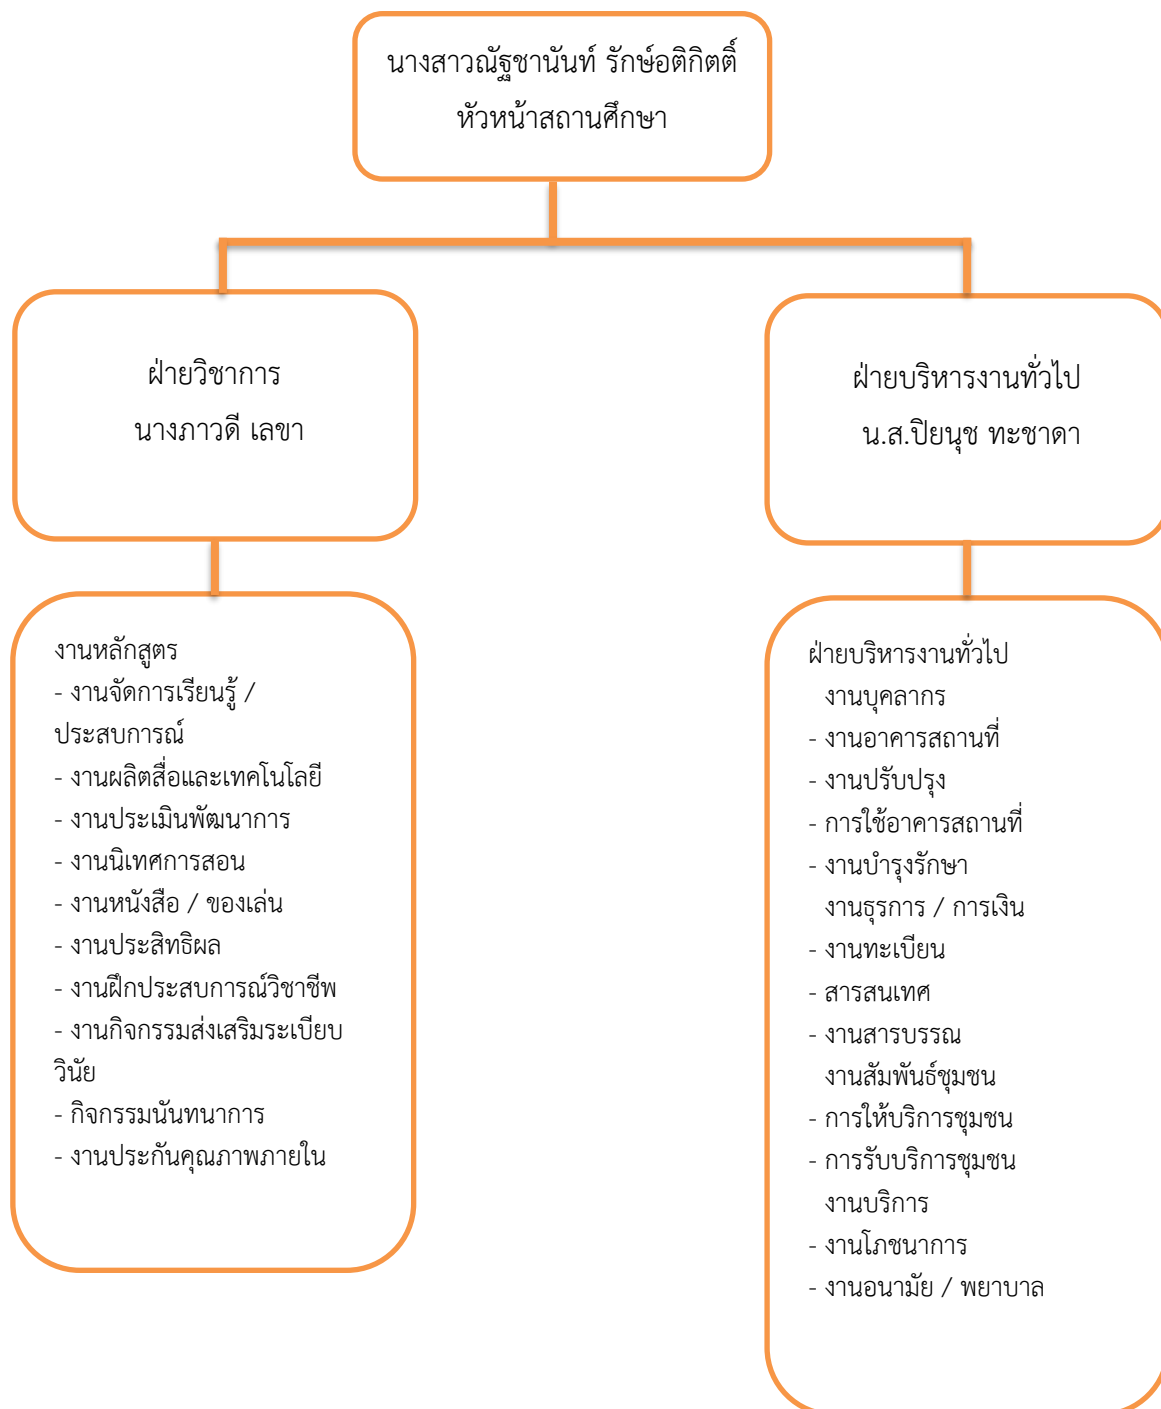 นางสาวณัฐชานันท์ รักษ์อติกิตติ์
หัวหน้าสถานศึกษา
ฝ่ายวิชาการ
นางภาวดี เลขา
ฝ่ายบริหารงานทั่วไป
น.ส.ปิยนุช ทะชาดา
งานหลักสูตร
- งานจัดการเรียนรู้ /
ประสบการณ์
- งานผลิตสื่อและเทคโนโลยี
- งานประเมินพัฒนาการ
- งานนิเทศการสอน
- งานหนังสือ / ของเล่น
- งานประสิทธิผล
- งานฝึกประสบการณ์วิชาชีพ
- งานกิจกรรมส่งเสริมระเบียบ
วินัย
- กิจกรรมนันทนาการ
- งานประกันคุณภาพภายใน
ฝ่ายบริหารงานทั่วไป
งานบุคลากร
- งานอาคารสถานที่
- งานปรับปรุง
- การใช้อาคารสถานที่
- งานบำรุงรักษา
งานธุรการ / การเงิน
- งานทะเบียน
- สารสนเทศ
- งานสารบรรณ
งานสัมพันธ์ชุมชน
- การให้บริการชุมชน
- การรับบริการชุมชน
งานบริการ
- งานโภชนาการ
- งานอนามัย / พยาบาล